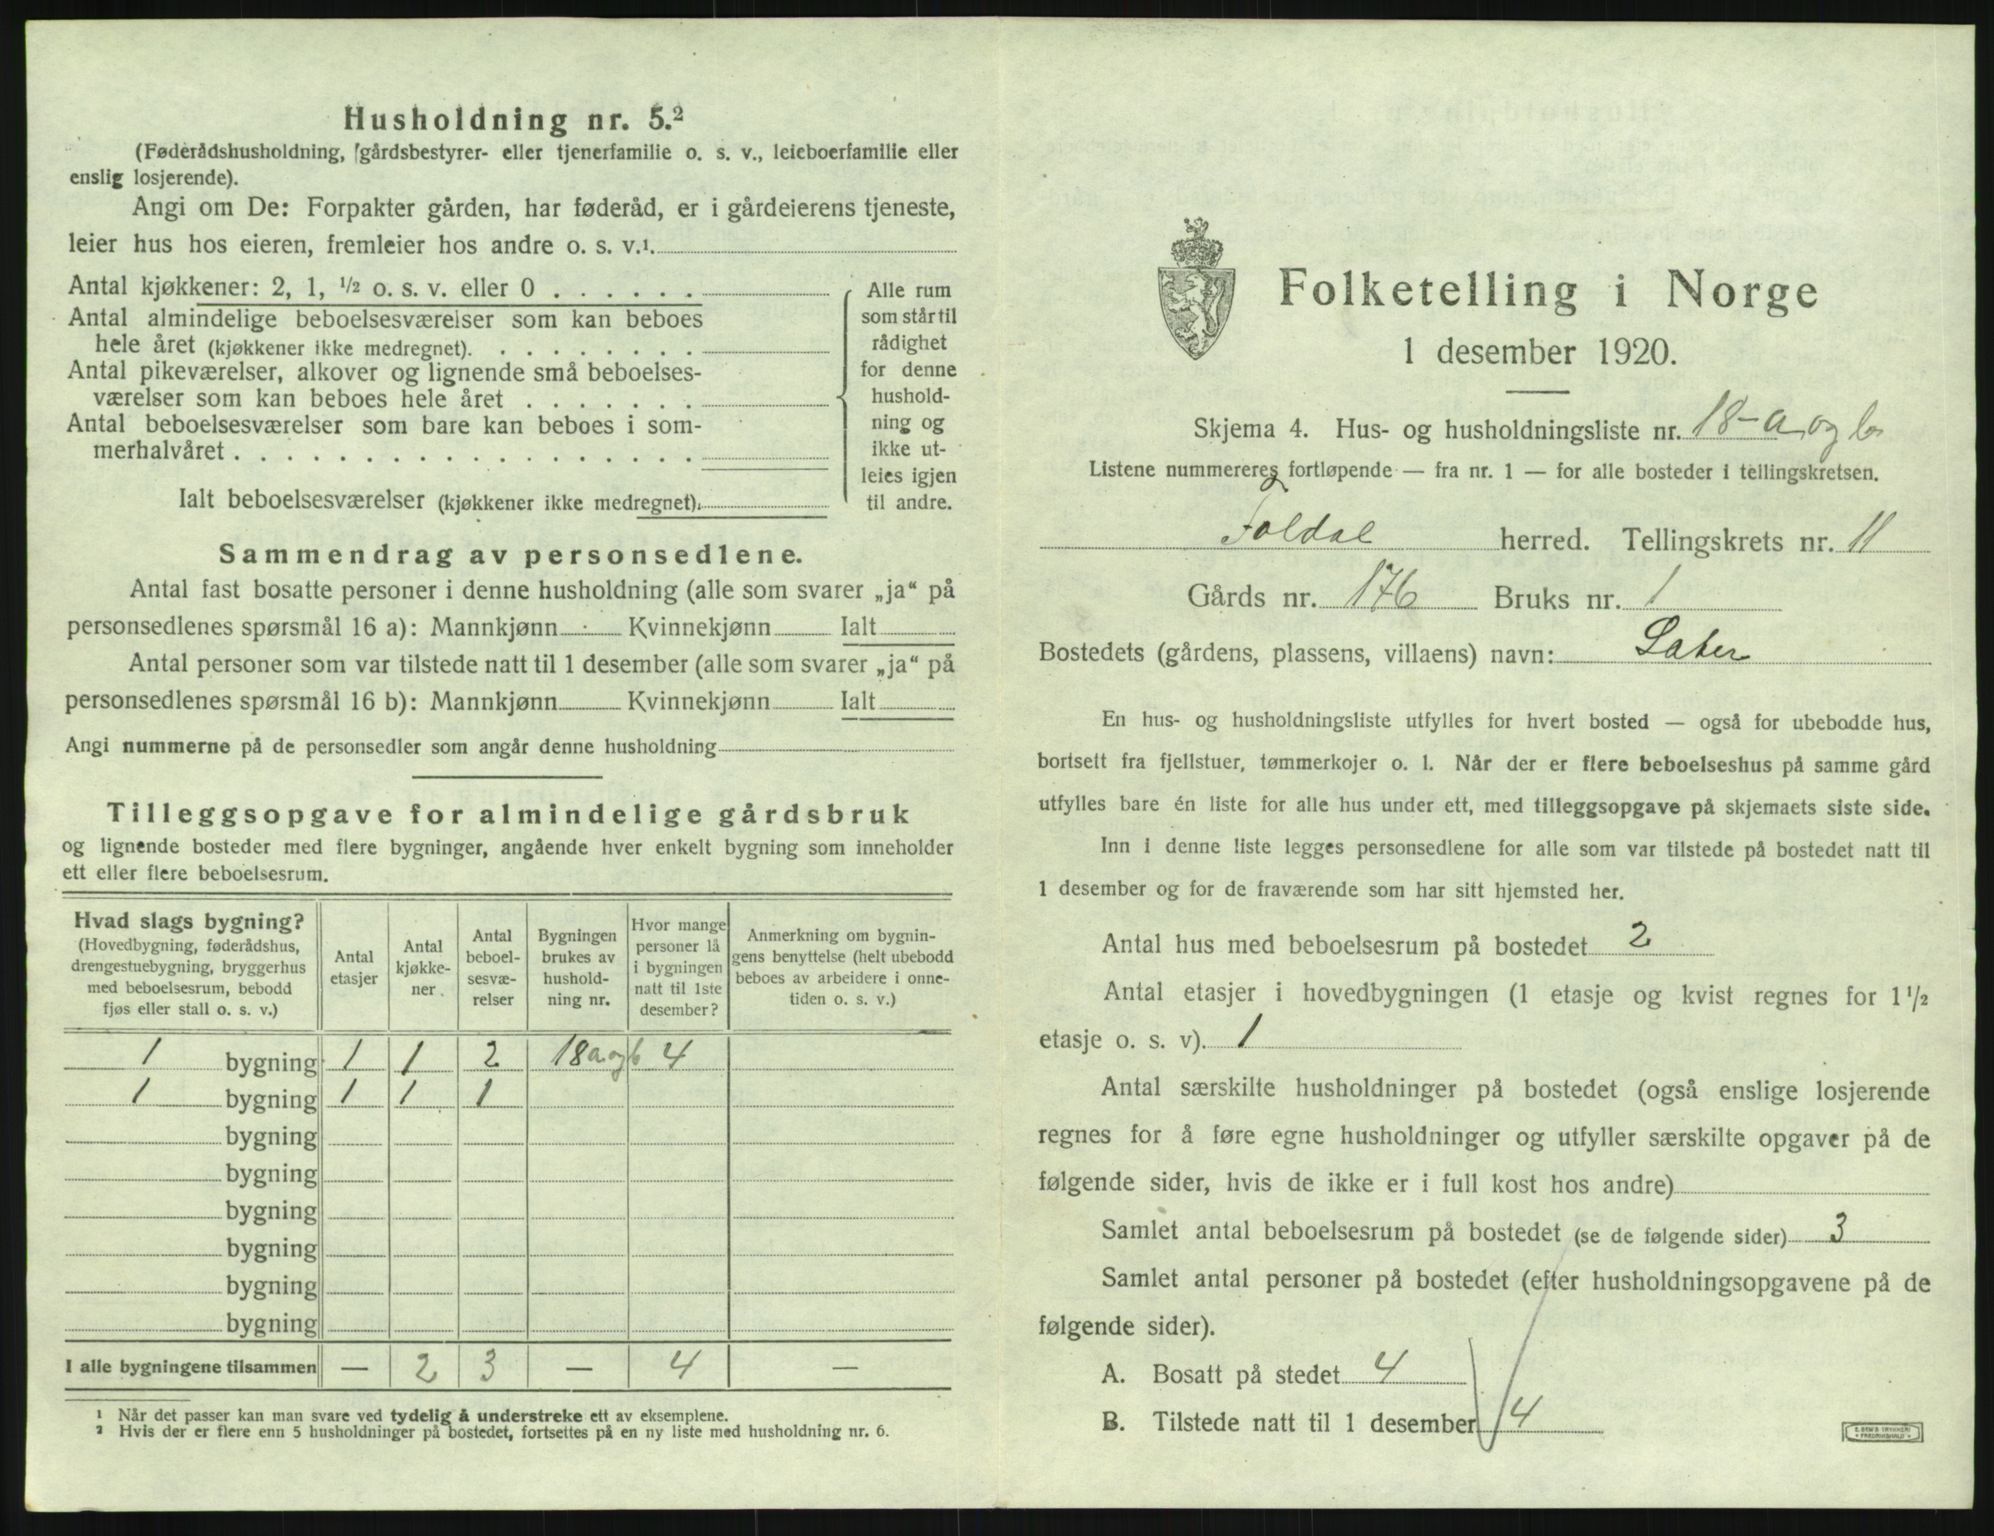 Husholdning nr. 5.²
(Føderådshusholdning, gårdsbestyrer- eller tjenerfamilie o. s. v., leieboerfamilie eller
enslig losjerende).
Angi om De: Forpakter gården, har føderåd, er i gårdeierens tjeneste,
leier hus hos eieren, fremleier hos andre o. s. v.¹
Antal kjøkkener: 2, 1, ½ o. s. v. eller 0
Antal almindelige beboelsesværelser som kan beboes
hele året (kjøkkener ikke medregnet).
Antal pikeværelser, alkover og lignende små beboelses-
værelser som kan beboes hele året
Antal beboelsesværelser som bare kan beboes i som-
merhalvåret
Ialt beboelsesværelser (kjøkkener ikke medregnet).
Alle rum
som står til
rådighet
for denne
hushold-
ning og
ikke ut-
leies igjen
til andre.
Sammendrag av personsedlene.
Antal fast bosatte personer i denne husholdning (alle som svarer „ja“ på
personsedlenes spørsmål 16 a): Mannkjønn Kvinnekjønn Ialt
Antal personer som var tilstede natt til 1 desember (alle som svarer „ja“ på
personsedlenes spørsmål 16 b): Mannkjønn Kvinnekjønn Ialt
Angi nummerne på de personsedler som angår denne husholdning
Tilleggsopgave for almindelige gårdsbruk
og lignende bosteder med flere bygninger, angående hver enkelt bygning som inneholder
ett eller flere beboelsesrum.
Hvad slags bygning?
(Hovedbygning, føderådshus,
drengestuebygning, bryggerhus
med beboelsesrum, bebodd
fjøs eller stall o. s. v.)
Antal
etasjer
Antal
kjøkke-
ner.
Antal
beboel-
sesvæ-
relser
Bygningen
brukes av
hushold-
ning nr.
Hvor mange
personer lå
i bygningen
natt til 1ste
desember?
Anmerkning om bygnin-
gens benyttelse (helt ubebodd
beboes av arbeidere i onne-
tiden o. s. v.)
1 bygning 1 1 2 18 a og b 4
1 bygning 1 1 1
bygning
bygning
bygning
bygning
bygning
bygning
I alle bygningene tilsammen — 2 3 — 4 —
¹ Når det passer kan man svare ved tydelig å understreke ett av eksemplene.
² Hvis der er flere enn 5 husholdninger på bostedet, fortsettes på en ny liste med husholdning nr. 6.
Folketelling i Norge
1 desember 1920.
Skjema 4. Hus- og husholdningsliste nr. 18-a og b
Listene nummereres fortløpende — fra nr. 1 — for alle bosteder i tellingskretsen.
Foldal herred. Tellingskrets nr. 11
Gårds nr. 176 Bruks nr. 1
Bostedets (gårdens, plassens, villaens) navn: Sater
En hus- og husholdningsliste utfylles for hvert bosted — også for ubebodde hus,
bortsett fra fjellstuer, tømmerkojer o. l. Når der er flere beboelseshus på samme gård
utfylles bare én liste for alle hus under ett, med tilleggsopgave på skjemaets siste side.
Inn i denne liste legges personsedlene for alle som var tilstede på bostedet natt til
1 desember og for de fraværende som har sitt hjemsted her.
Antal hus med beboelsesrum på bostedet 2
Antal etasjer i hovedbygningen (1 etasje og kvist regnes for 1½
etasje o. s. v). 1
Antal særskilte husholdninger på bostedet (også enslige losjerende
regnes for å føre egne husholdninger og utfyller særskilte opgaver på de
følgende sider, hvis de ikke er i full kost hos andre)
Samlet antal beboelsesrum på bostedet (se de følgende sider) 3
Samlet antal personer på bostedet (efter husholdningsopgavene på de
følgende sider).
A. Bosatt på stedet 4
B. Tilstede natt til 1 desember 4